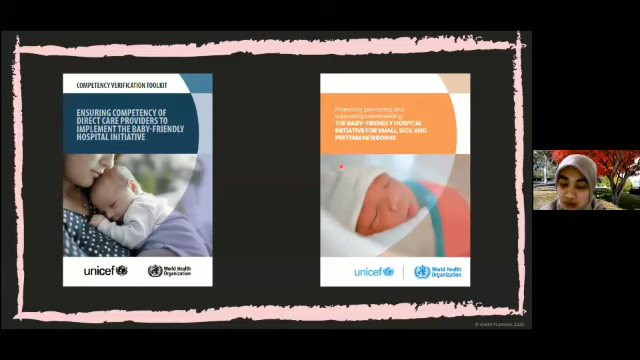 COMPETENCY VERIFICATION TOOLKIT
ENSURING COMPETENCY OF
DIRECT CARE PROVIDERS TO
IMPLEMENT THE BABY-FRIENDLY
HOSPITAL INITIATIVE
unicef
World Health
Organization
Protecting, promoting and
supporting breastfeeding:
THE BABY-FRIENDLY HOSPITAL
INITIATIVE FOR SMALL, SICK AND
PRETERM NEWBORNS
unicef
World Health
Organization